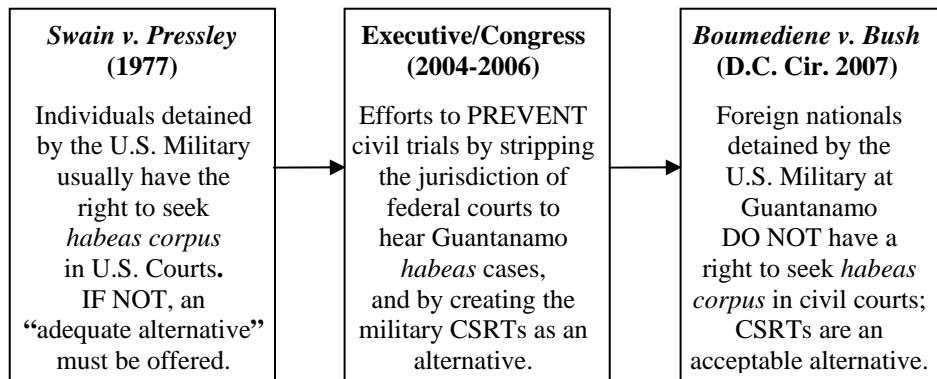 Swain v. Pressley
(1977)
Individuals detained
by the U.S. Military
usually have the
right to seek
habeas corpus
in U.S. Courts.
IF NOT, an
“adequate alternative”
must be offered.
Executive/Congress
(2004-2006)
Efforts to PREVENT
civil trials by stripping
the jurisdiction of
federal courts to
hear Guantanamo
habeas cases,
and by creating the
military CSRTs as an
alternative.
Boumediene v. Bush
(D.C. Cir. 2007)
Foreign nationals
detained by the
U.S. Military at
Guantanamo
DO NOT have a
right to seek habeas
corpus in civil courts;
CSRTs are an
acceptable alternative.